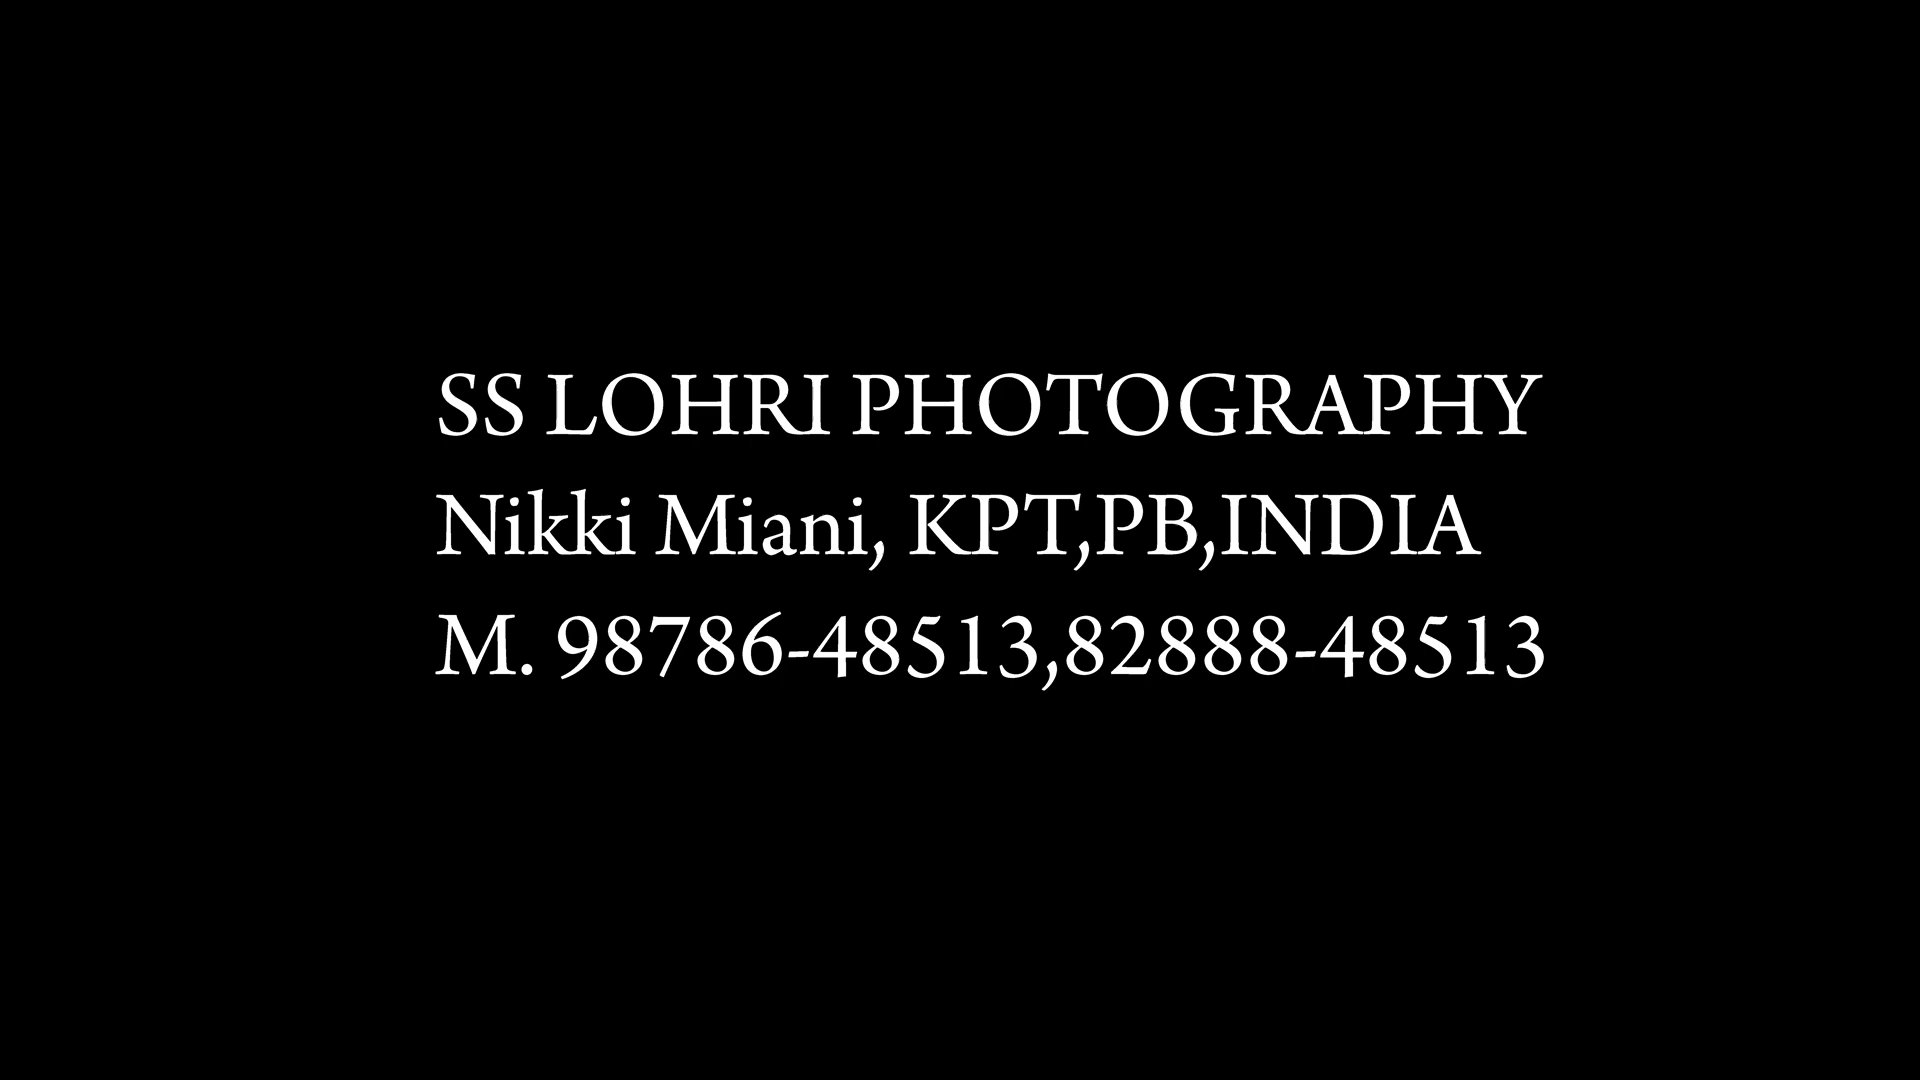 SS LOHRI PHOTOGRAPHY
Nikki Miani, KPT,PB,INDIA
M. 98786-48513,82888-48513